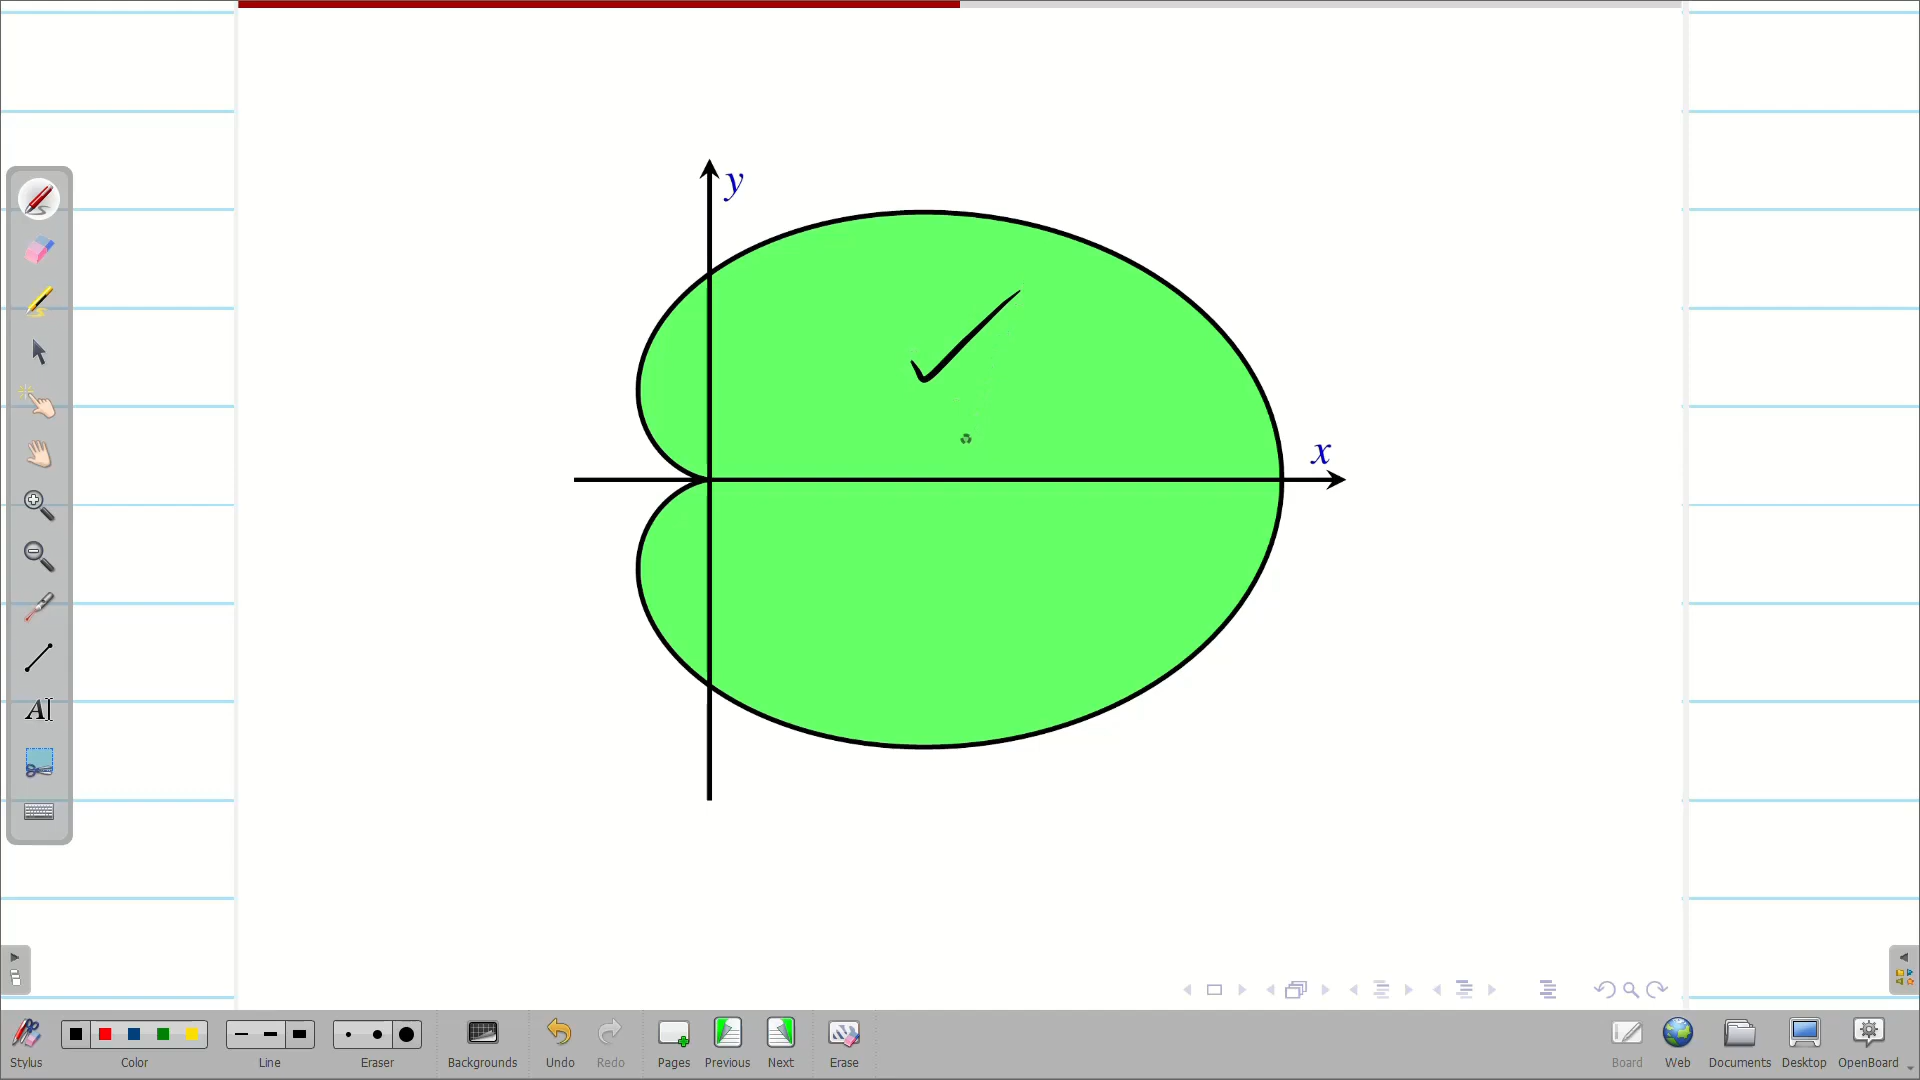 y
x
A
Stylus
Color
Line
Eraser
Backgrounds
Undo
Redo
Pages
Previous
Next
Erase
Board
Web
Documents
Desktop
OpenBoard